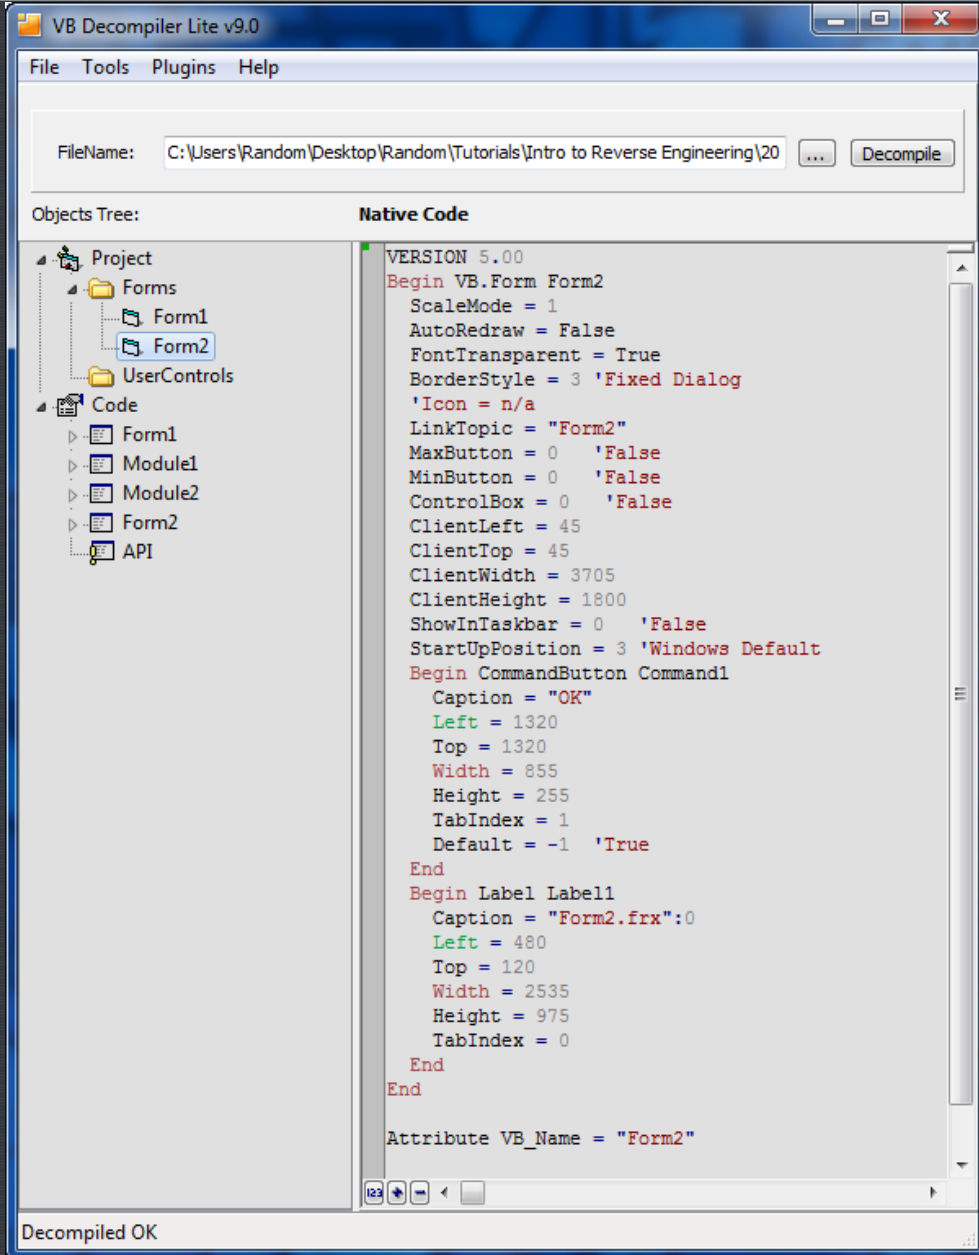 VB Decompiler Lite v9.0
File Tools Plugins Help
FileName: C:\Users\Random\Desktop\Random\Tutorials\Intro to Reverse Engineering\20 ... Decompile
Objects Tree:
Native Code
Project
Forms
Form1
Form2
UserControls
Code
Form1
Module1
Module2
Form2
API
VERSION 5.00
Begin VB.Form Form2
  ScaleMode = 1
  AutoRedraw = False
  FontTransparent = True
  BorderStyle = 3 'Fixed Dialog
  'Icon = n/a
  LinkTopic = "Form2"
  MaxButton = 0   'False
  MinButton = 0   'False
  ControlBox = 0   'False
  ClientLeft = 45
  ClientTop = 45
  ClientWidth = 3705
  ClientHeight = 1800
  ShowInTaskbar = 0   'False
  StartUpPosition = 3 'Windows Default
  Begin CommandButton Command1
    Caption = "OK"
    Left = 1320
    Top = 1320
    Width = 855
    Height = 255
    TabIndex = 1
    Default = -1  'True
  End
  Begin Label Label1
    Caption = "Form2.frx":0
    Left = 480
    Top = 120
    Width = 2535
    Height = 975
    TabIndex = 0
  End
End
Attribute VB_Name = "Form2"
123
Decompiled OK